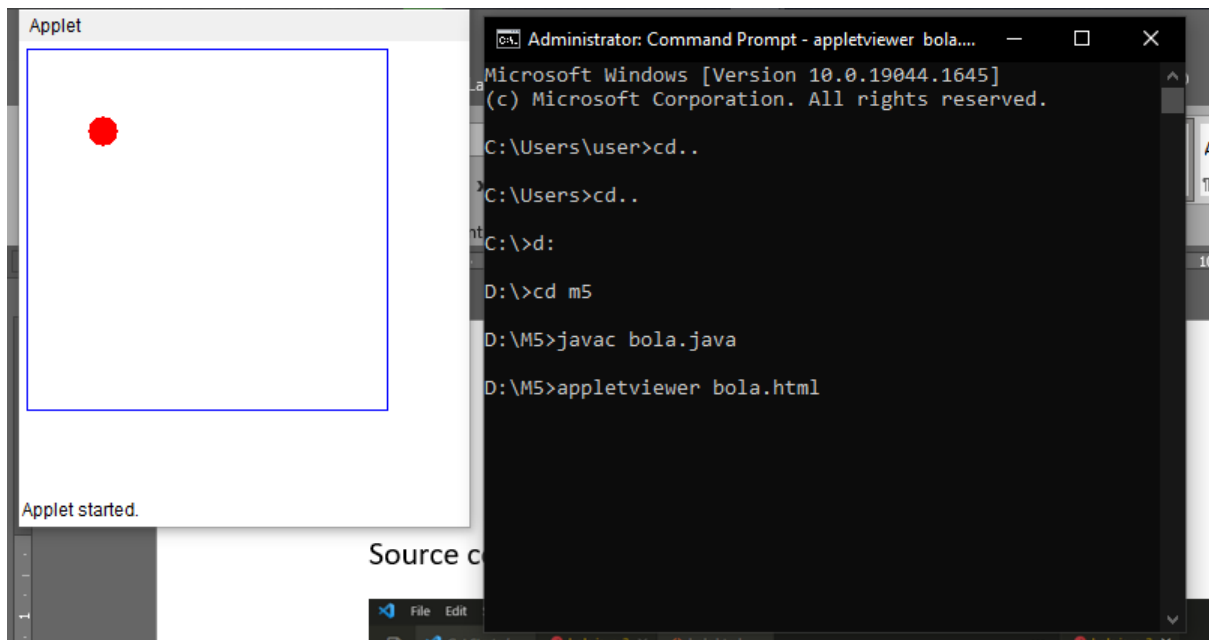 Applet
Applet started.
Administrator: Command Prompt - appletviewer bola....
Microsoft Windows [Version 10.0.19044.1645]
(c) Microsoft Corporation. All rights reserved.
C:\Users\user>cd..
C:\Users>cd..
C:\>d:
D:\>cd m5
D:\M5>javac bola.java
D:\M5>appletviewer bola.html
Source c
File Edit